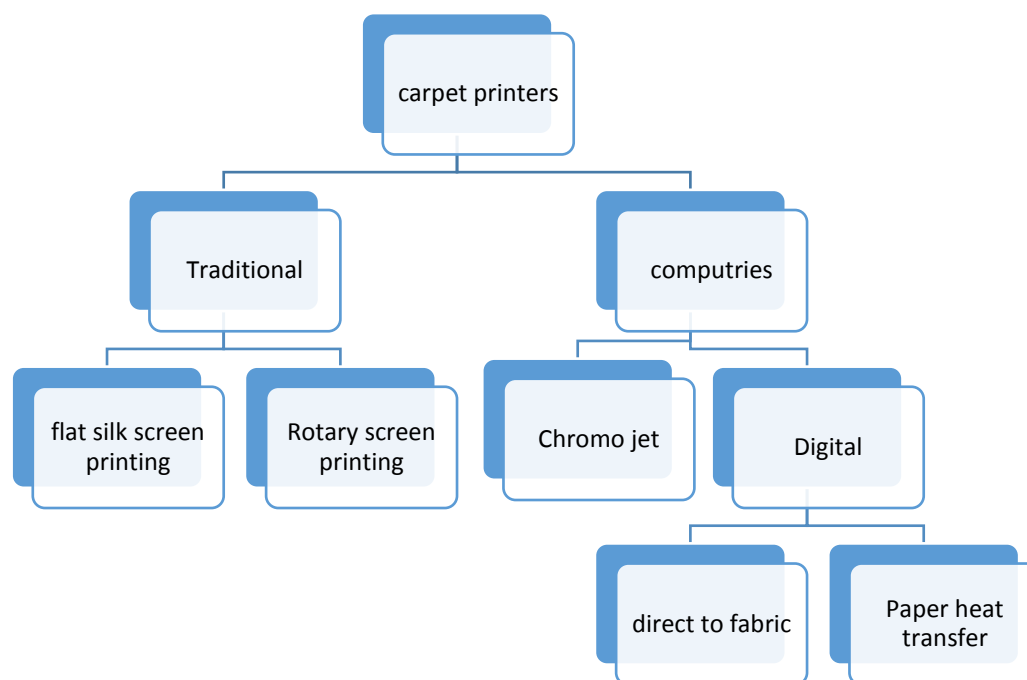 carpet printers
Traditional
computries
flat silk screen
printing
Rotary screen
printing
Chromo jet
Digital
direct to fabric
Paper heat
transfer